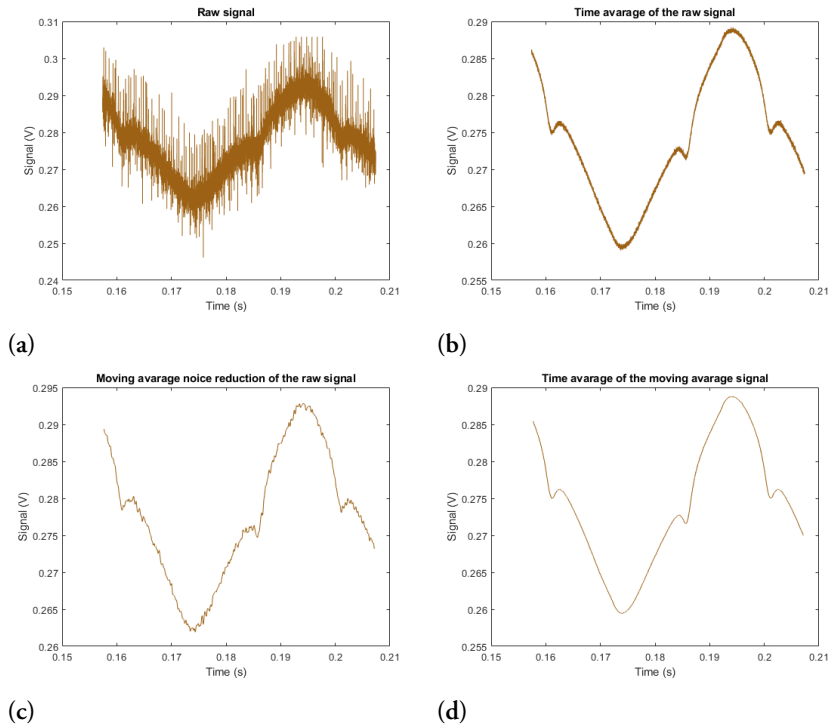 Raw signal
0.31
0.3
0.29
0.28
0.27
0.26
0.25
0.24
Signal (V)
0.15 0.16 0.17 0.18 0.19 0.2 0.21
Time (s)
(a)
Time avarage of the raw signal
0.29
0.285
0.28
0.275
0.27
0.265
0.26
0.255
Signal (V)
0.15 0.16 0.17 0.18 0.19 0.2 0.21
Time (s)
(b)
Moving avarage noice reduction of the raw signal
0.295
0.29
0.285
0.28
0.275
0.27
0.265
0.26
Signal (V)
0.15 0.16 0.17 0.18 0.19 0.2 0.21
Time (s)
(c)
Time avarage of the moving avarage signal
0.29
0.285
0.28
0.275
0.27
0.265
0.26
0.255
Signal (V)
0.15 0.16 0.17 0.18 0.19 0.2 0.21
Time (s)
(d)